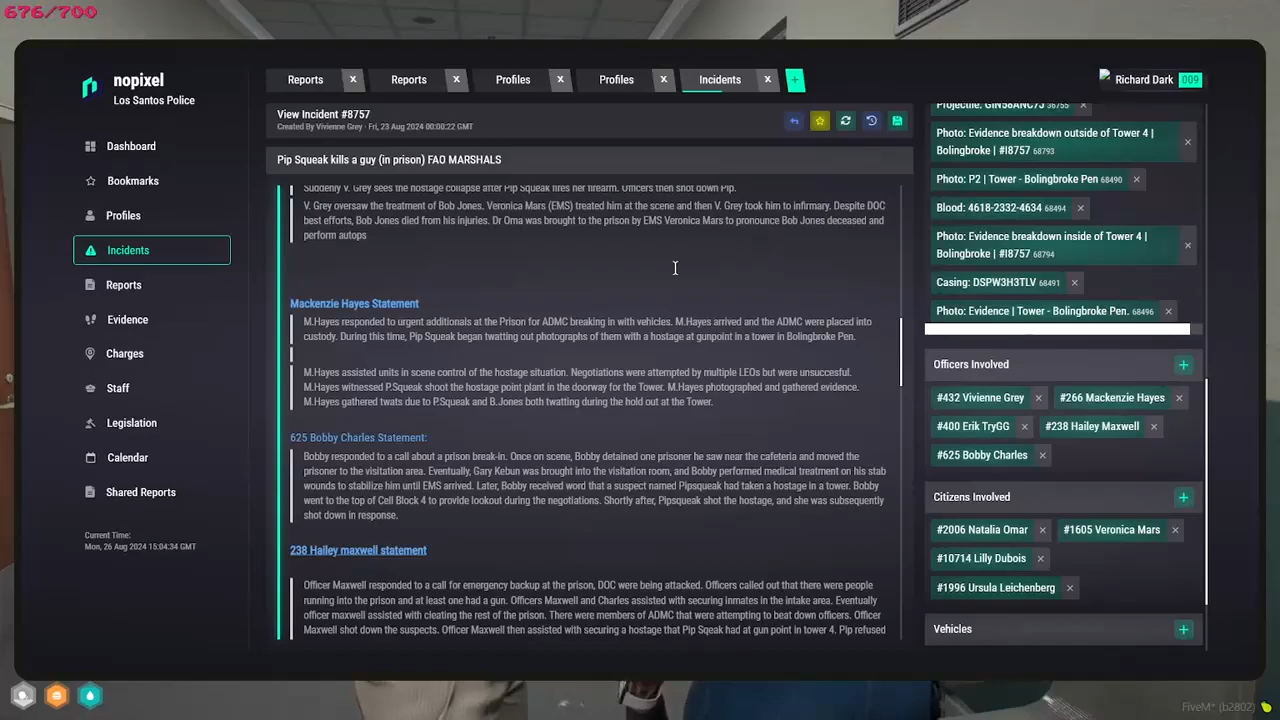 676/700
nopixel
Los Santos Police
Dashboard
Bookmarks
Profiles
Incidents
Reports
Evidence
Charges
Staff
Legislation
Calendar
Shared Reports
Current Time:
Mon, 26 Aug 2024 15:04:34 GMT
Reports x Reports x Profiles x Profiles x Incidents x +
Richard Dark 009
View Incident #8757
Created By Vivienne Grey · Fri, 23 Aug 2024 00:00:22 GMT
Pip Squeak kills a guy (in prison) FAO MARSHALS
Suddenly V. Grey sees the hostage collapse after Pip Squeak fires her firearm. Officers then shot down Pip.
V. Grey oversaw the treatment of Bob Jones. Veronica Mars (EMS) treated him at the scene and then V. Grey took him to infirmary. Despite DOC
best efforts, Bob Jones died from his injuries. Dr Oma was brought to the prison by EMS Veronica Mars to pronounce Bob Jones deceased and
perform autops
Mackenzie Hayes Statement
M.Hayes responded to urgent additionals at the Prison for ADMC breaking in with vehicles. M.Hayes arrived and the ADMC were placed into
custody. During this time, Pip Squeak began twatting out photographs of them with a hostage at gunpoint in a tower in Bolingbroke Pen.
M.Hayes assisted units in scene control of the hostage situation. Negotiations were attempted by multiple LEOs but were unsuccesful.
M.Hayes witnessed P.Squeak shoot the hostage point plant in the doorway for the Tower. M.Hayes photographed and gathered evidence.
M.Hayes gathered twats due to P.Squeak and B.Jones both twatting during the hold out at the Tower.
625 Bobby Charles Statement:
Bobby responded to a call about a prison break-in. Once on scene, Bobby detained one prisoner he saw near the cafeteria and moved the
prisoner to the visitation area. Eventually, Gary Kebun was brought into the visitation room, and Bobby performed medical treatment on his stab
wounds to stabilize him until EMS arrived. Later, Bobby received word that a suspect named Pipsqueak had taken a hostage in a tower. Bobby
went to the top of Cell Block 4 to provide lookout during the negotiations. Shortly after, Pipsqueak shot the hostage, and she was subsequently
shot down in response.
238 Hailey maxwell statement
Officer Maxwell responded to a call for emergency backup at the prison, DOC were being attacked. Officers called out that there were people
running into the prison and at least one had a gun. Officers Maxwell and Charles assisted with securing inmates in the intake area. Eventually
officer maxwell assisted with cleating the rest of the prison. There were members of ADMC that were attempting to beat down officers. Officer
Maxwell shot down the suspects. Officer Maxwell then assisted with securing a hostage that Pip Sqeak had at gun point in tower 4. Pip refused
Projectile: GIN58ANC7J 36755 x
Photo: Evidence breakdown outside of Tower 4 |
Bolingbroke | #I8757 68793 x
Photo: P2 | Tower - Bolingbroke Pen 68490 x
Blood: 4618-2332-4634 68494 x
Photo: Evidence breakdown inside of Tower 4 |
Bolingbroke | #I8757 68794 x
Casing: DSPW3H3TLV 68491 x
Photo: Evidence | Tower - Bolingbroke Pen. 68496 x
Officers Involved +
#432 Vivienne Grey x #266 Mackenzie Hayes x
#400 Erik TryGG x #238 Hailey Maxwell x
#625 Bobby Charles x
Citizens Involved +
#2006 Natalia Omar x #1605 Veronica Mars x
#10714 Lilly Dubois x
#1996 Ursula Leichenberg x
Vehicles +
FiveM* (b2802)